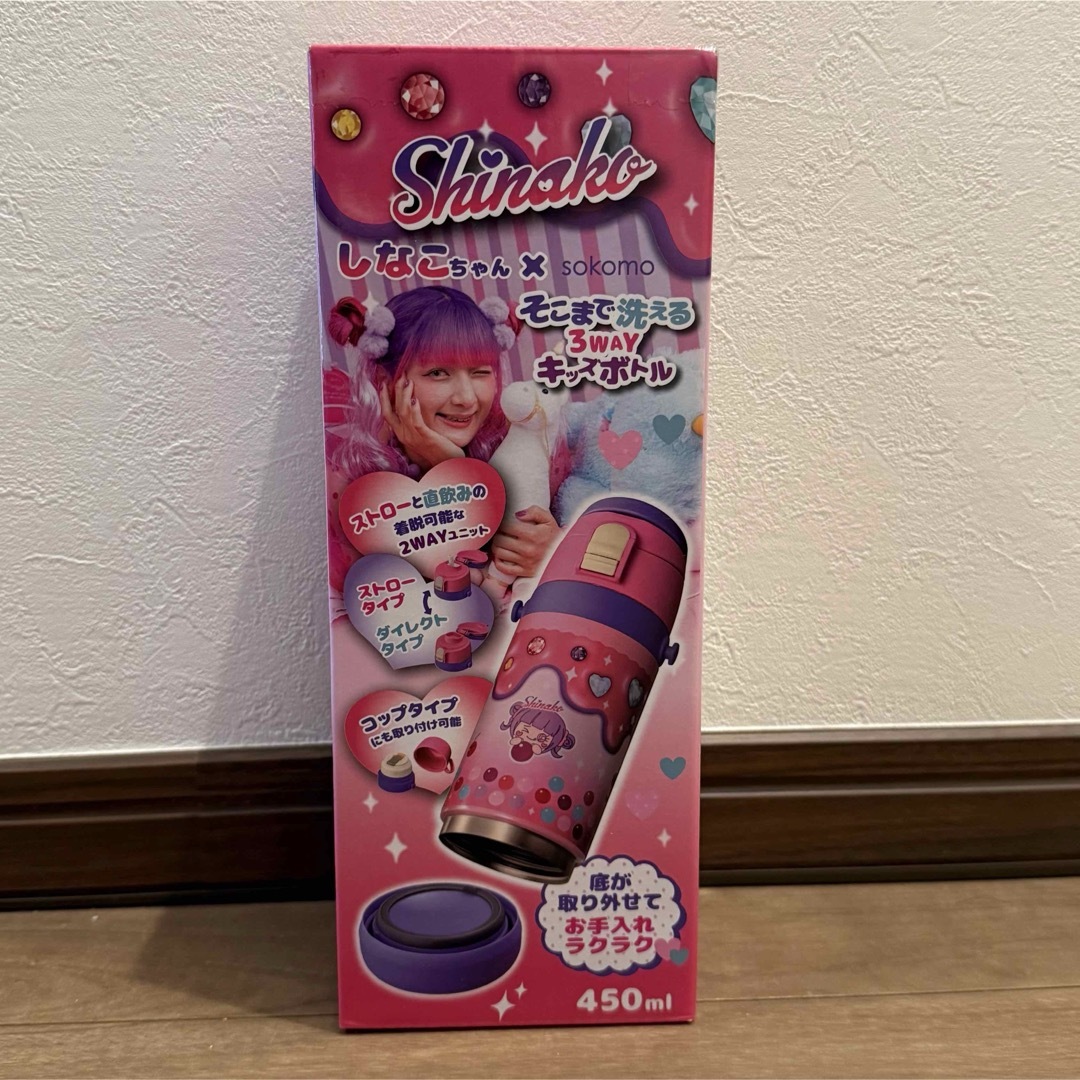 Shinako
しなこちゃん × sokomo
そこまで洗える
3WAY
キッズボトル
ストローと直飲みの
着脱可能な
2WAYユニット
ストロー
タイプ
ダイレクト
タイプ
コップタイプ
にも取り付け可能
Shinako
底が
取り外せて
お手入れ
ラクラク
450ml